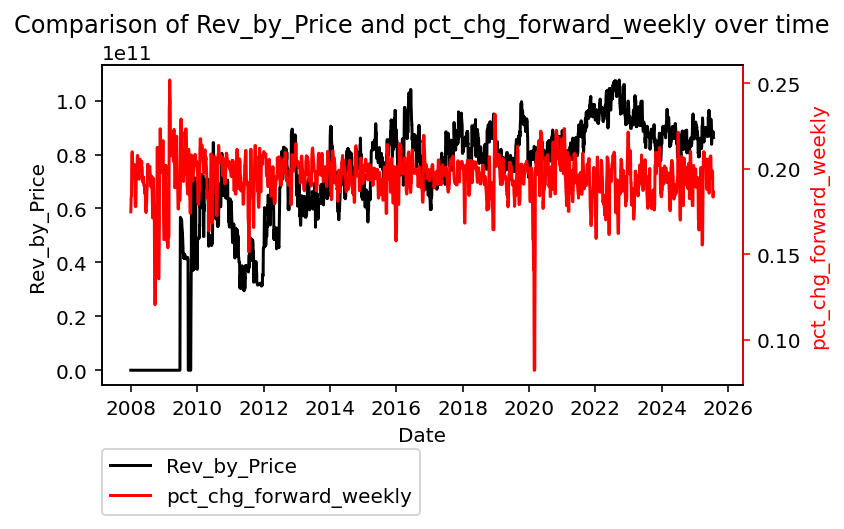 Comparison of Rev_by_Price and pct_chg_forward_weekly over time
1e11
1.0
0.8
0.6
0.4
0.2
0.0
Rev_by_Price
0.25
0.20
0.15
0.10
pct_chg_forward_weekly
2008 2010 2012 2014 2016 2018 2020 2022 2024 2026
Date
Rev_by_Price
pct_chg_forward_weekly